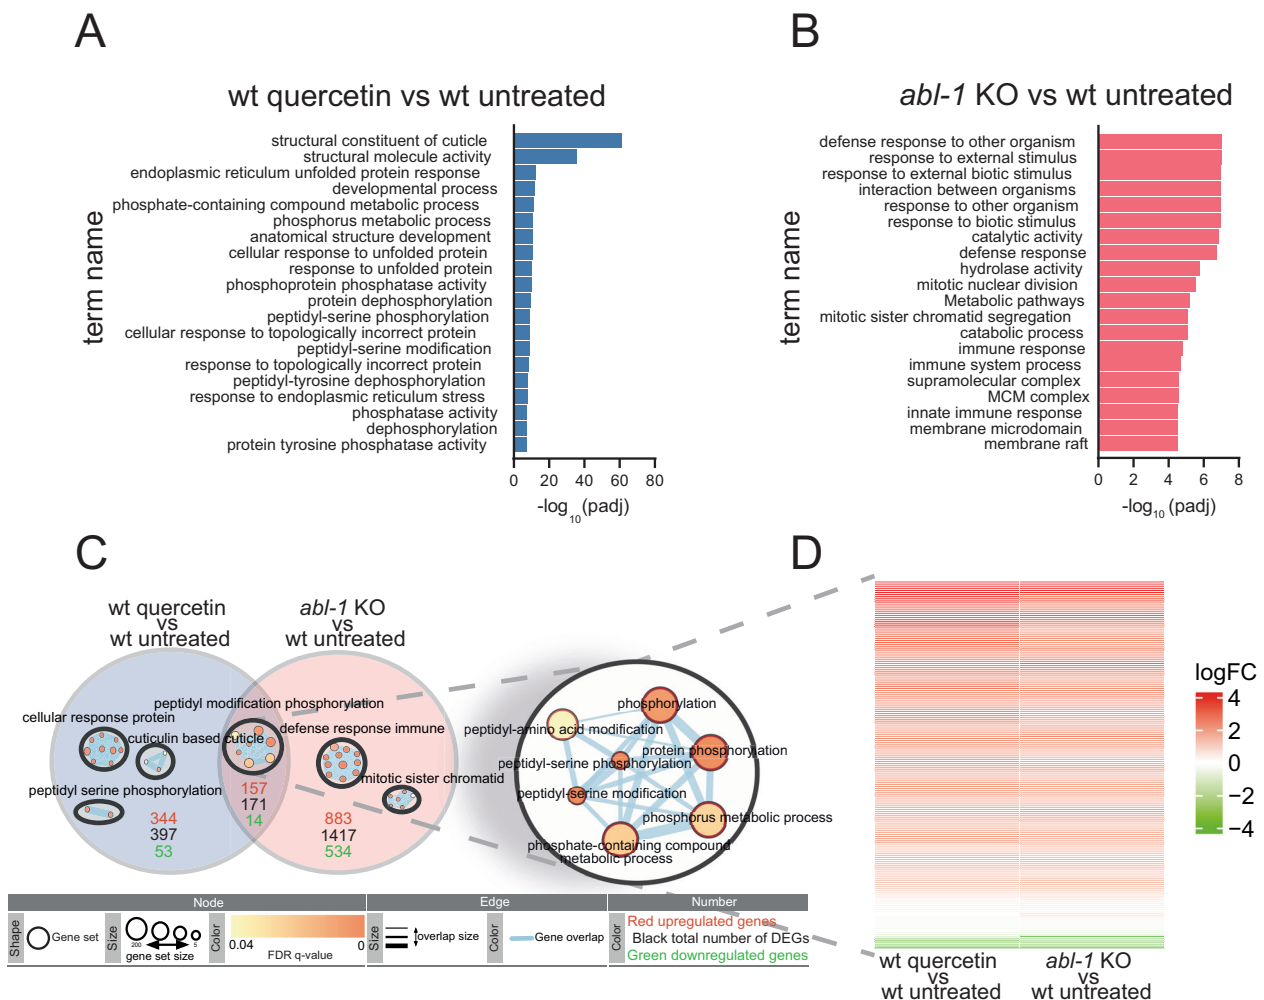 A
wt quercetin vs wt untreated
term name
structural constituent of cuticle
structural molecule activity
endoplasmic reticulum unfolded protein response
developmental process
phosphate-containing compound metabolic process
phosphorus metabolic process
anatomical structure development
cellular response to unfolded protein
response to unfolded protein
phosphoprotein phosphatase activity
protein dephosphorylation
peptidyl-serine phosphorylation
cellular response to topologically incorrect protein
peptidyl-serine modification
response to topologically incorrect protein
peptidyl-tyrosine dephosphorylation
response to endoplasmic reticulum stress
phosphatase activity
dephosphorylation
protein tyrosine phosphatase activity
0 20 40 60 80
-log10(padj)
B
abl-1 KO vs wt untreated
term name
defense response to other organism
response to external stimulus
response to external biotic stimulus
interaction between organisms
response to other organism
response to biotic stimulus
catalytic activity
defense response
hydrolase activity
mitotic nuclear division
Metabolic pathways
mitotic sister chromatid segregation
catabolic process
immune response
immune system process
supramolecular complex
MCM complex
innate immune response
membrane microdomain
membrane raft
0 2 4 6 8
-log10 (padj)
C
wt quercetin
vs
wt untreated
abl-1 KO
vs
wt untreated
peptidyl modification phosphorylation
cellular response protein
cuticulin based cuticle
defense response immune
mitotic sister chromatid
peptidyl serine phosphorylation
344
397
53
157
171
14
883
1417
534
phosphorylation
peptidyl-amino acid modification
protein phosphorylation
peptidyl-serine phosphorylation
peptidyl-serine modification
phosphorus metabolic process
phosphate-containing compound
metabolic process
Node
Edge
Number
Shape
Gene set
Size
200
5
gene set size
Color
0.04
0
FDR q-value
Size
overlap size
Color
Gene overlap
Color
Red upregulated genes
Black total number of DEGs
Green downregulated genes
D
logFC
4
2
0
−2
−4
wt quercetin
vs
wt untreated
abl-1 KO
vs
wt untreated